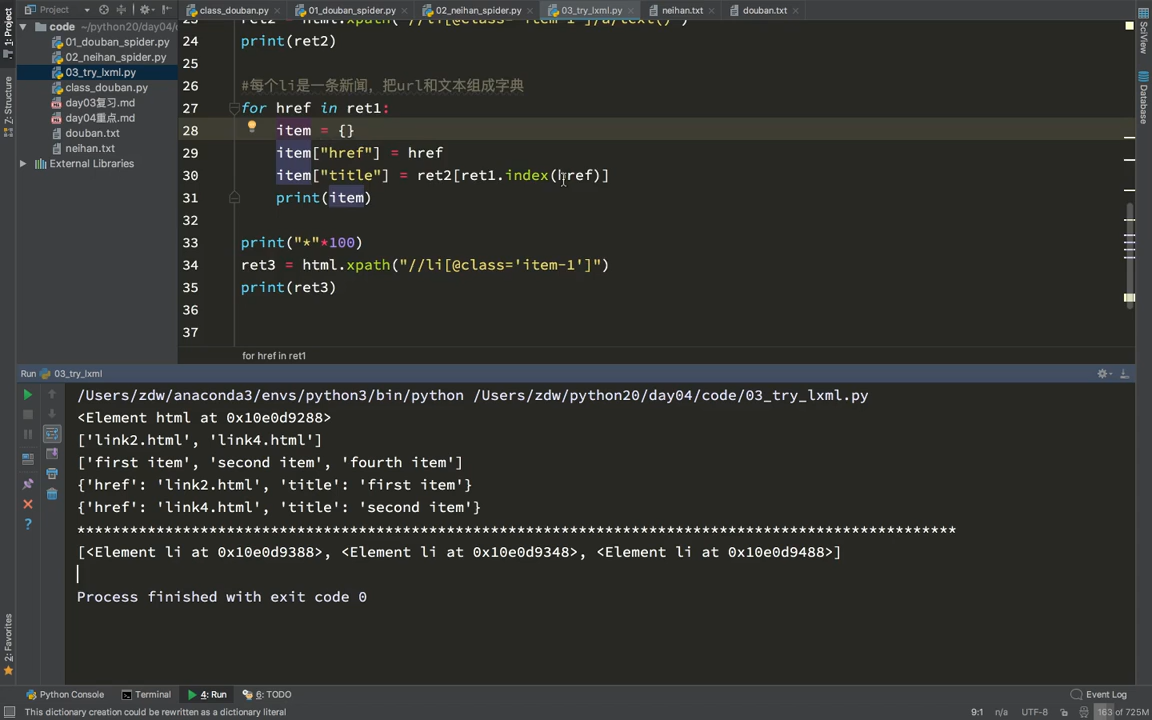 1: Project
Project
class_douban.py
01_douban_spider.py
02_neihan_spider.py
03_try_lxml.py
neihan.txt
douban.txt
code ~/python20/day04/
01_douban_spider.py
02_neihan_spider.py
03_try_lxml.py
class_douban.py
day03复习.md
day04重点.md
douban.txt
neihan.txt
External Libraries
Structure
2: Favorites
24 print(ret2)
25
26 #每个li是一条新闻，把url和文本组成字典
27 for href in ret1:
28 item = {}
29 item["href"] = href
30 item["title"] = ret2[ret1.index(href)]
31 print(item)
32
33 print("*"*100)
34 ret3 = html.xpath("//li[@class='item-1']")
35 print(ret3)
36
37
for href in ret1
SciView
Database
Run 03_try_lxml
/Users/zdw/anaconda3/envs/python3/bin/python /Users/zdw/python20/day04/code/03_try_lxml.py
<Element html at 0x10e0d9288>
['link2.html', 'link4.html']
['first item', 'second item', 'fourth item']
{'href': 'link2.html', 'title': 'first item'}
{'href': 'link4.html', 'title': 'second item'}
****************************************************************************************************
[<Element li at 0x10e0d9388>, <Element li at 0x10e0d9348>, <Element li at 0x10e0d9488>]
Process finished with exit code 0
Python Console
Terminal
4: Run
6: TODO
Event Log
This dictionary creation could be rewritten as a dictionary literal
9:1 n/a UTF-8 163 of 725M